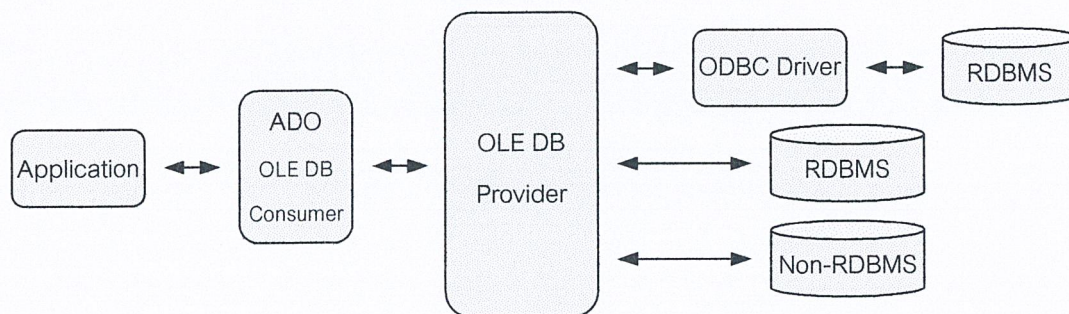 Application
ADO
OLE DB
Consumer
OLE DB
Provider
ODBC Driver
RDBMS
RDBMS
Non-RDBMS